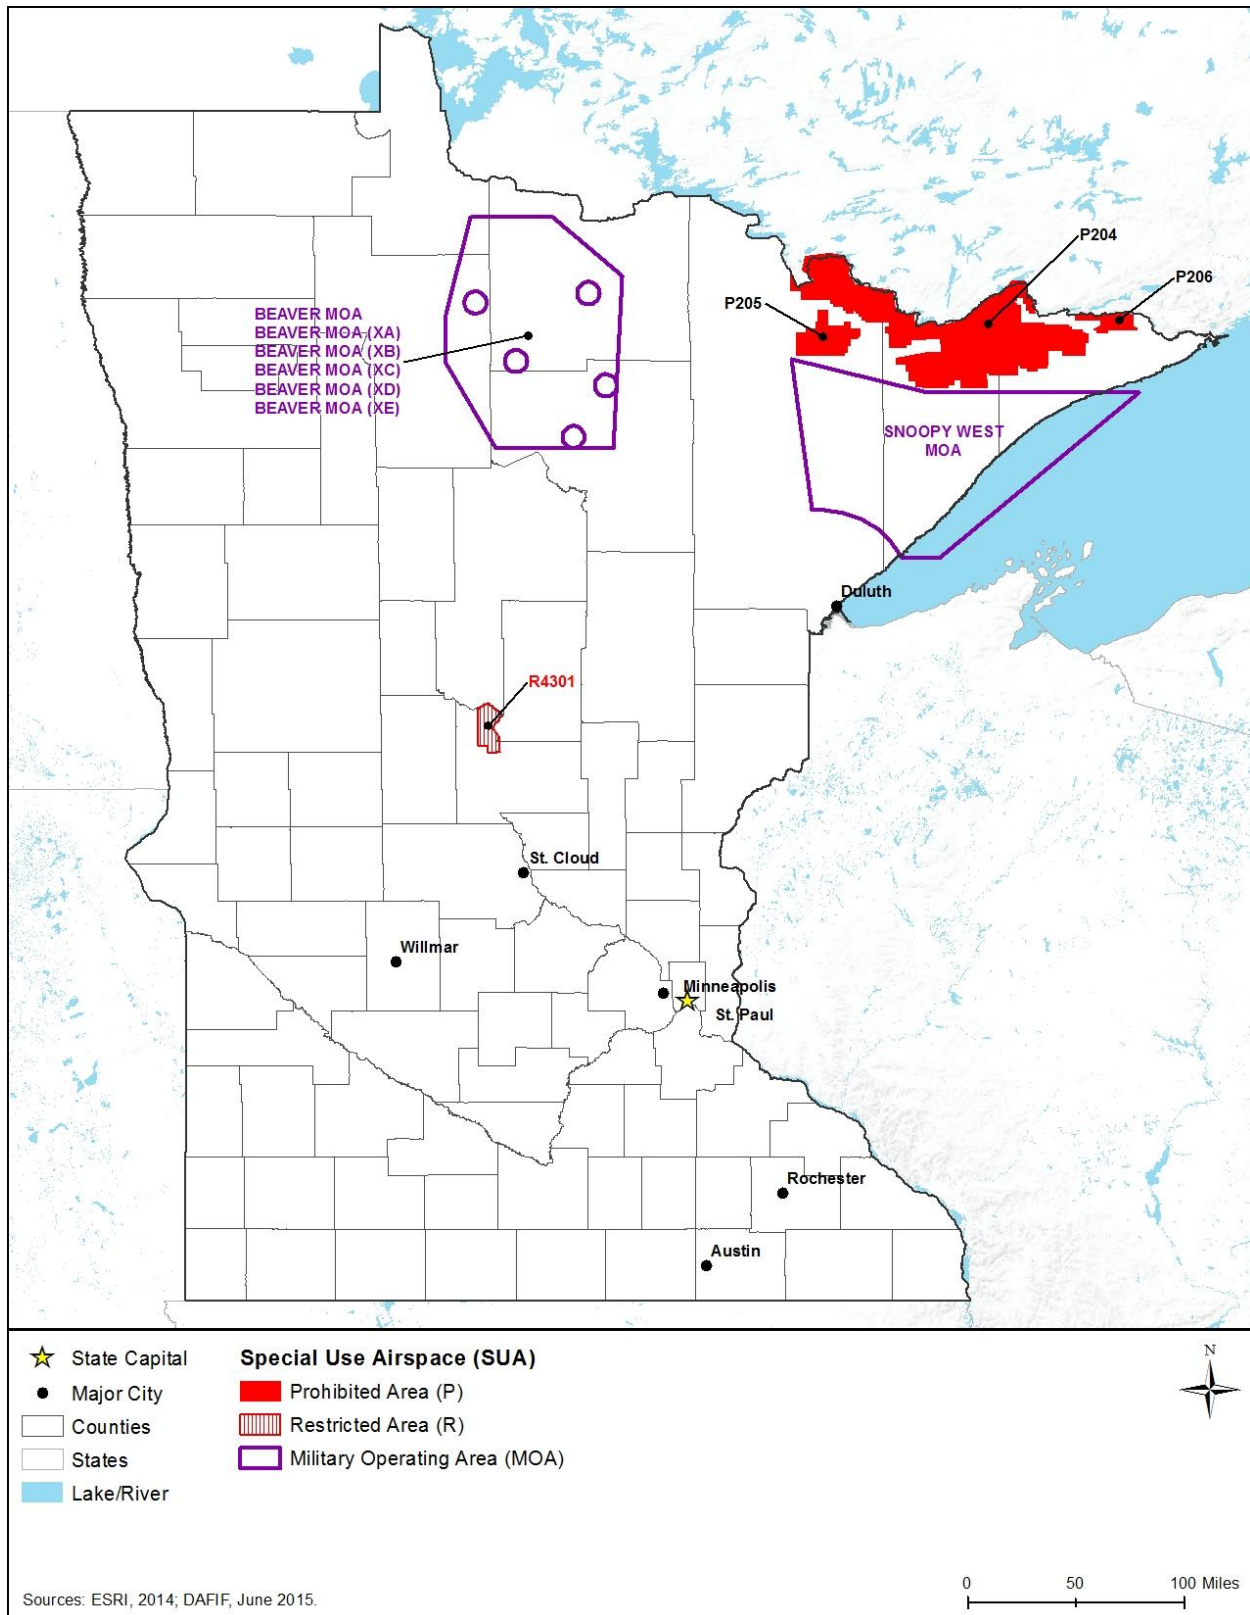 P204
P206
P205
BEAVER MOA
BEAVER MOA (XA)
BEAVER MOA (XB)
BEAVER MOA (XC)
BEAVER MOA (XD)
BEAVER MOA (XE)
SNOOPY WEST
MOA
Duluth
R4301
St. Cloud
Willmar
Minneapolis
St. Paul
Rochester
Austin
State Capital
Major City
Counties
States
Lake/River
Special Use Airspace (SUA)
Prohibited Area (P)
Restricted Area (R)
Military Operating Area (MOA)
N
Sources: ESRI, 2014; DAFIF, June 2015.
0 50 100 Miles